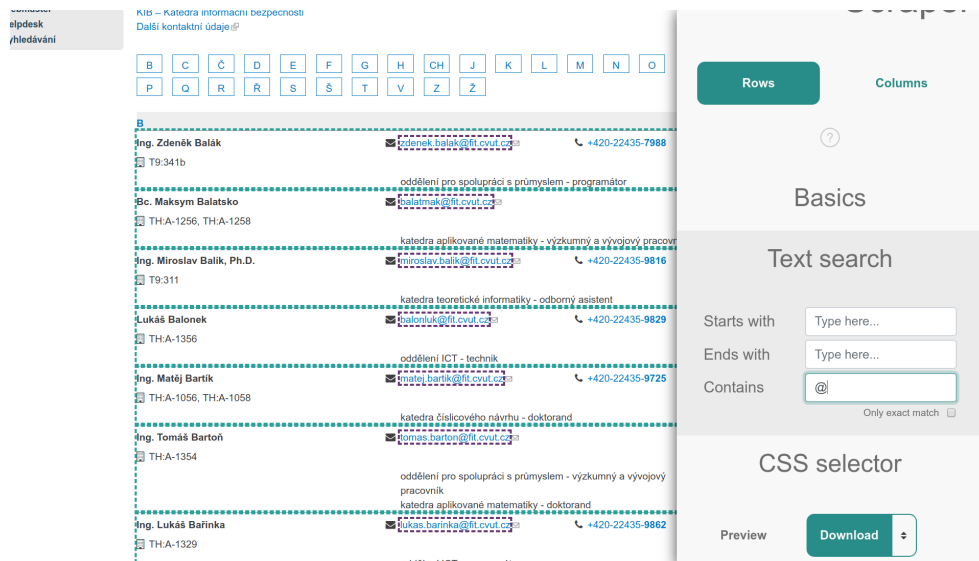 KIB – Katedra informační bezpečnosti
elpdesk
Další kontaktní údaje
yhledávání
B C Č D E F G H CH J K L M N O
P Q R Ř S Š T V Z Ž
B
Ing. Zdeněk Balák zdenek.balak@fit.cvut.cz +420-22435-7988
T9:341b
oddělení pro spolupráci s průmyslem - programátor
Bc. Maksym Balatsko balatmak@fit.cvut.cz
TH:A-1256, TH:A-1258
katedra aplikované matematiky - výzkumný a vývojový pracovn
Ing. Miroslav Balík, Ph.D. miroslav.balik@fit.cvut.cz +420-22435-9816
T9:311
katedra teoretické informatiky - odborný asistent
Lukáš Balonek balonluk@fit.cvut.cz +420-22435-9829
TH:A-1356
oddělení ICT - technik
Ing. Matěj Bartík matej.bartik@fit.cvut.cz +420-22435-9725
TH:A-1056, TH:A-1058
katedra číslicového návrhu - doktorand
Ing. Tomáš Bartoň tomas.barton@fit.cvut.cz
TH:A-1354
oddělení pro spolupráci s průmyslem - výzkumný a vývojový
pracovník
katedra aplikované matematiky - doktorand
Ing. Lukáš Bařinka lukas.barinka@fit.cvut.cz +420-22435-9862
TH:A-1329
Scraper
Rows Columns
?
Basics
Text search
Starts with Type here...
Ends with Type here...
Contains @
Only exact match
CSS selector
Preview Download